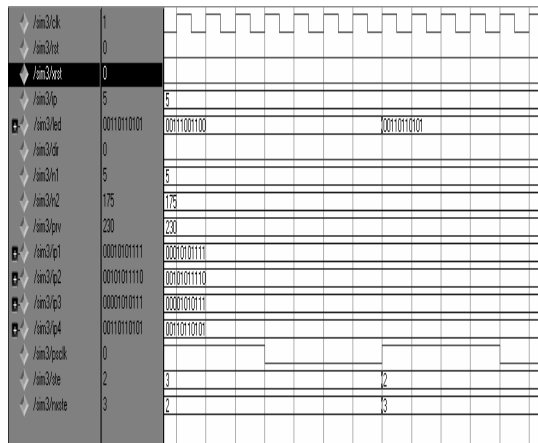 /sim3/clk 1
/sim3/rst 0
/sim3/xrst 0
/sim3/ip 5 5
/sim3/led 00110110101 00111001100 00110110101
/sim3/dir 0
/sim3/n1 5 5
/sim3/n2 175 175
/sim3/prv 230 230
/sim3/ip1 00010101111 00010101111
/sim3/ip2 00101011110 00101011110
/sim3/ip3 00001010111 00001010111
/sim3/ip4 00110110101 00110110101
0
/sim3/ste 2 3 2
/sim3/nxste 3 2 3